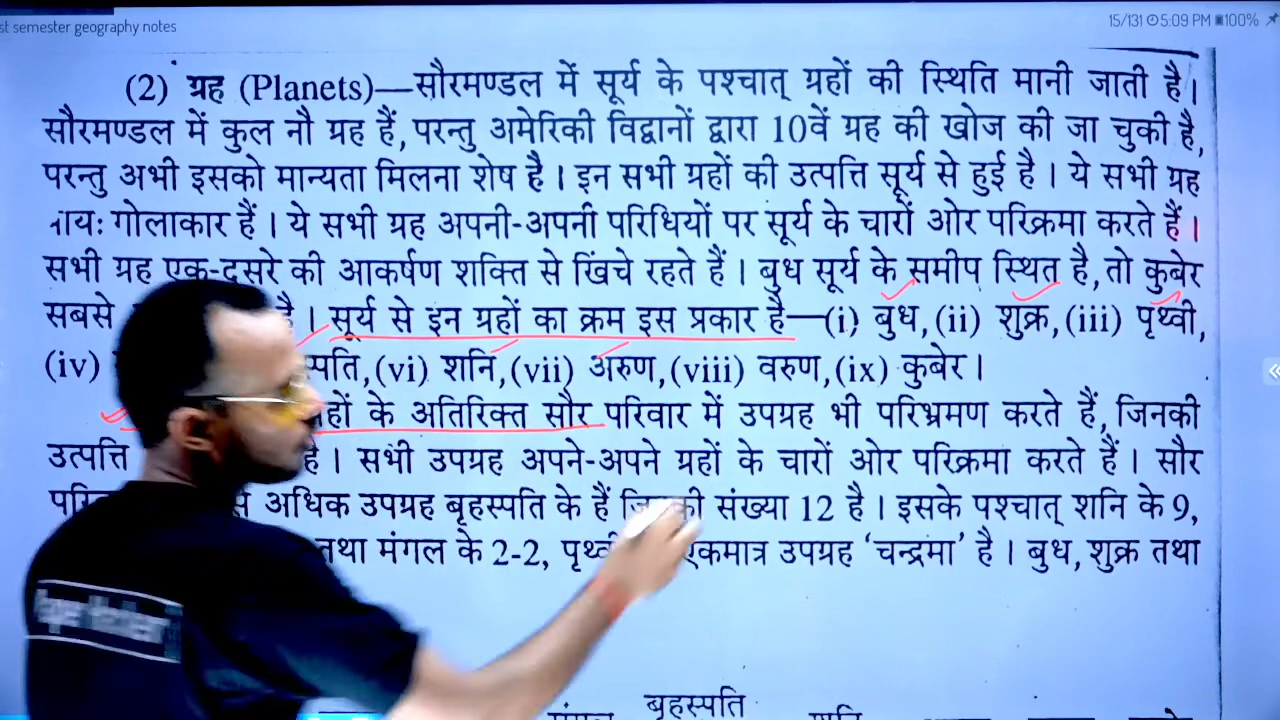 st semester geography notes
15/131 5:09 PM 100%
(2) ग्रह (Planets)—सौरमण्डल में सूर्य के पश्चात् ग्रहों की स्थिति मानी जाती है।
सौरमण्डल में कुल नौ ग्रह हैं, परन्तु अमेरिकी विद्वानों द्वारा 10वें ग्रह की खोज की जा चुकी है,
परन्तु अभी इसको मान्यता मिलना शेष है। इन सभी ग्रहों की उत्पत्ति सूर्य से हुई है। ये सभी ग्रह
गोलाकार हैं। ये सभी ग्रह अपनी-अपनी परिधियों पर सूर्य के चारों ओर परिक्रमा करते हैं।
सभी ग्रह एक-दूसरे की आकर्षण शक्ति से खिंचे रहते हैं। बुध सूर्य के समीप स्थित है, तो कुबेर
सबसे है। सूर्य से इन ग्रहों का क्रम इस प्रकार है—(i) बुध, (ii) शुक्र, (iii) पृथ्वी,
(iv) स्पति, (vi) शनि, (vii) अरुण, (viii) वरुण, (ix) कुबेर।
के अतिरिक्त सौर परिवार में उपग्रह भी परिभ्रमण करते हैं, जिनकी
उत्पत्ति है। सभी उपग्रह अपने-अपने ग्रहों के चारों ओर परिक्रमा करते हैं। सौर
अधिक उपग्रह बृहस्पति के हैं संख्या 12 है। इसके पश्चात् शनि के 9,
तथा मंगल के 2-2, एकमात्र उपग्रह ‘चन्द्रमा’ है। बुध, शुक्र तथा
बृहस्पति